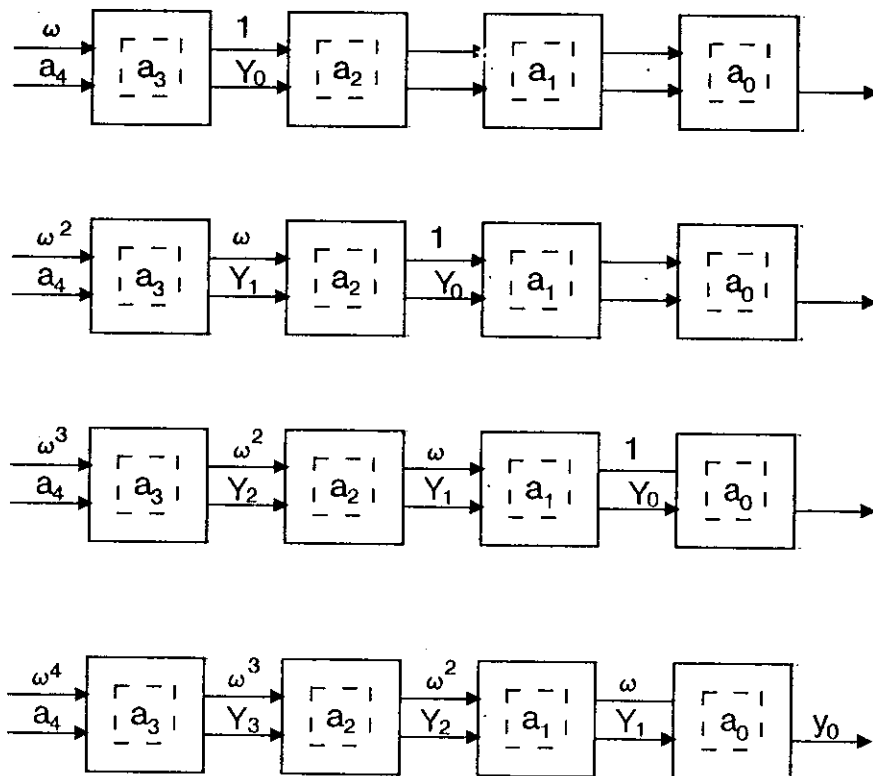 ω 1
a₃ a₂ a₁ a₀
a₄ Y₀
ω² ω 1
a₃ a₂ a₁ a₀
a₄ Y₁ Y₀
ω³ ω² ω 1
a₃ a₂ a₁ a₀
a₄ Y₂ Y₁ Y₀
ω⁴ ω³ ω² ω
a₃ a₂ a₁ a₀ y₀
a₄ Y₃ Y₂ Y₁